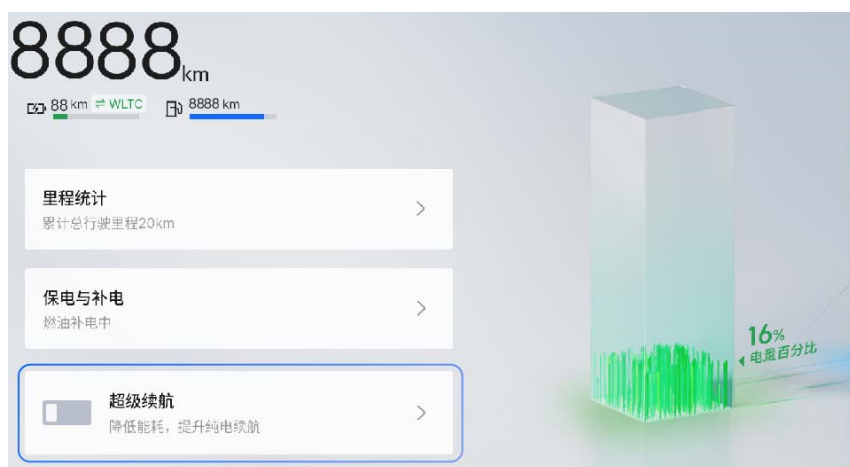 8888km
88 km ⇌ WLTC 8888 km
里程统计
累计总行驶里程20km
保电与补电
燃油补电中
16%
电量百分比
超级续航
降低能耗，提升纯电续航